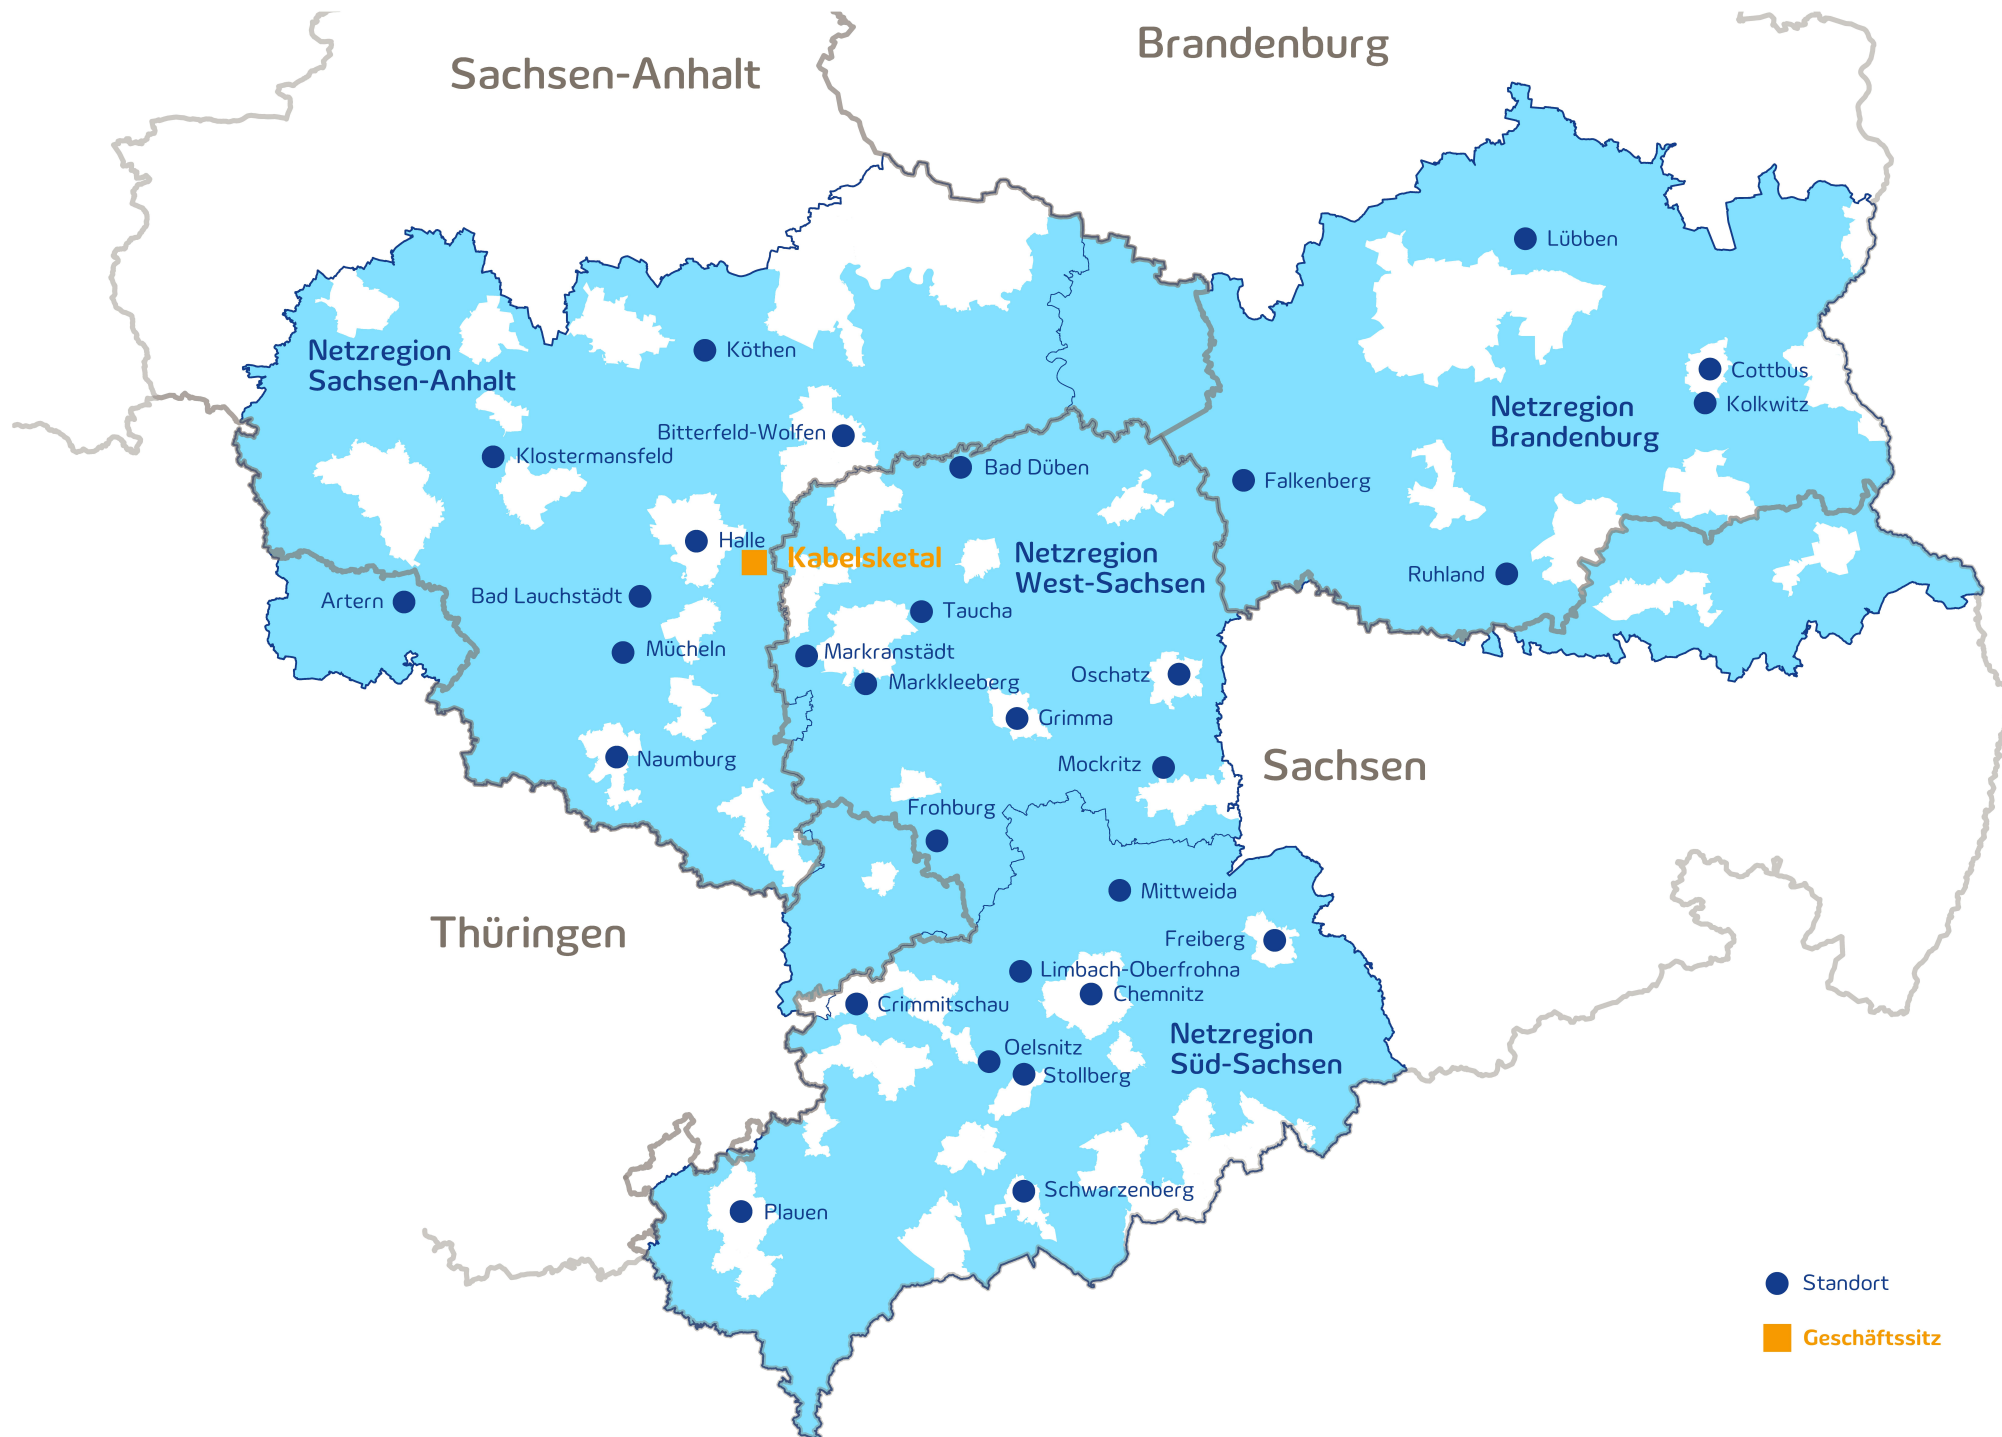 Brandenburg
Sachsen-Anhalt
Lübben
Netzregion
Sachsen-Anhalt
Köthen
Cottbus
Kolkwitz
Netzregion
Brandenburg
Bitterfeld-Wolfen
Klostermansfeld
Bad Düben
Falkenberg
Halle
Kabelsketal
Netzregion
West-Sachsen
Ruhland
Artern
Bad Lauchstädt
Taucha
Mücheln
Markranstädt
Markkleeberg
Oschatz
Grimma
Naumburg
Mockritz
Sachsen
Frohburg
Mittweida
Thüringen
Freiberg
Limbach-Oberfrohna
Chemnitz
Crimmitschau
Netzregion
Süd-Sachsen
Oelsnitz
Stollberg
Schwarzenberg
Plauen
Standort
Geschäftssitz